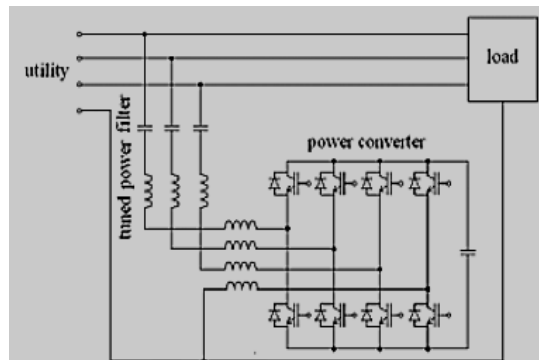 utility
load
tuned power filter
power converter